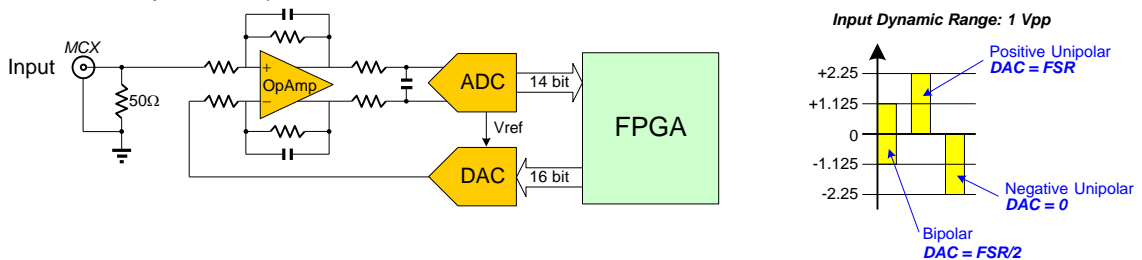 Input Dynamic Range: 1 Vpp
MCX
Input
50Ω
OpAmp
+
−
ADC
14 bit
FPGA
Vref
DAC
16 bit
Positive Unipolar
DAC = FSR
+2.25
+1.125
0
-1.125
-2.25
Negative Unipolar
DAC = 0
Bipolar
DAC = FSR/2